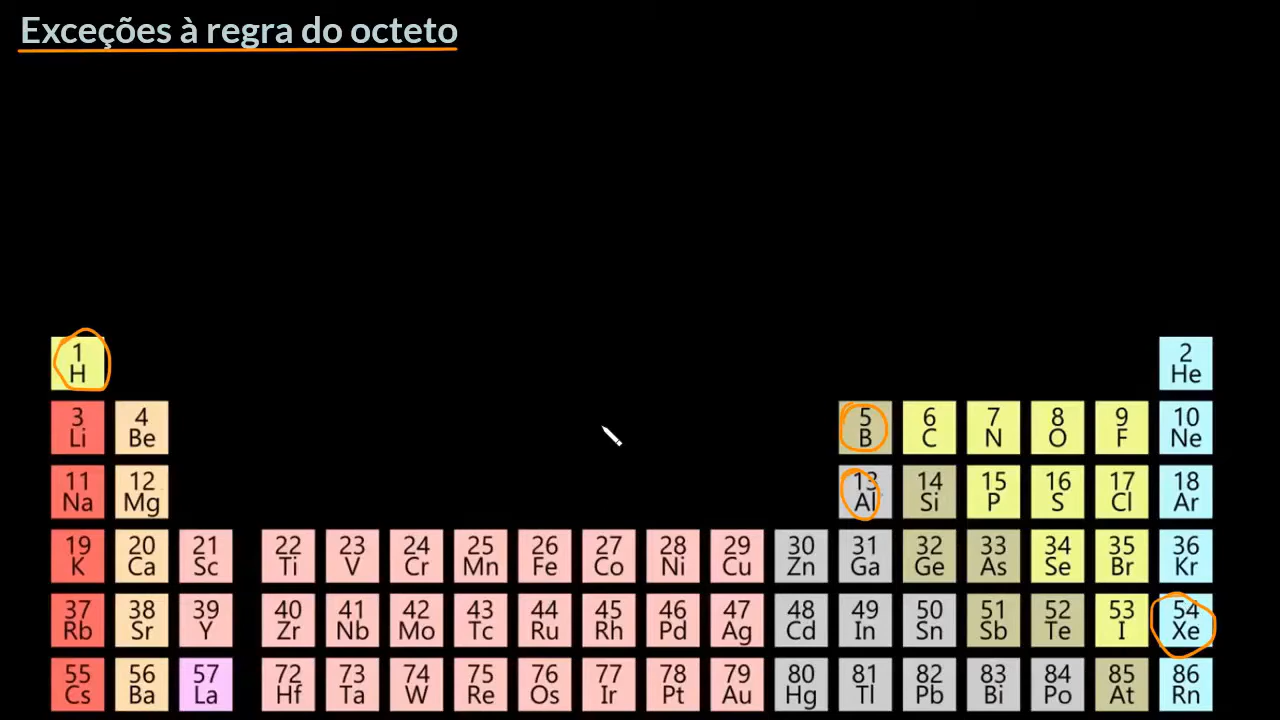 Exceções à regra do octeto
1 2
H He
3 4 5 6 7 8 9 10
Li Be B C N O F Ne
11 12 13 14 15 16 17 18
Na Mg Al Si P S Cl Ar
19 20 21 22 23 24 25 26 27 28 29 30 31 32 33 34 35 36
K Ca Sc Ti V Cr Mn Fe Co Ni Cu Zn Ga Ge As Se Br Kr
37 38 39 40 41 42 43 44 45 46 47 48 49 50 51 52 53 54
Rb Sr Y Zr Nb Mo Tc Ru Rh Pd Ag Cd In Sn Sb Te I Xe
55 56 57 72 73 74 75 76 77 78 79 80 81 82 83 84 85 86
Cs Ba La Hf Ta W Re Os Ir Pt Au Hg Tl Pb Bi Po At Rn